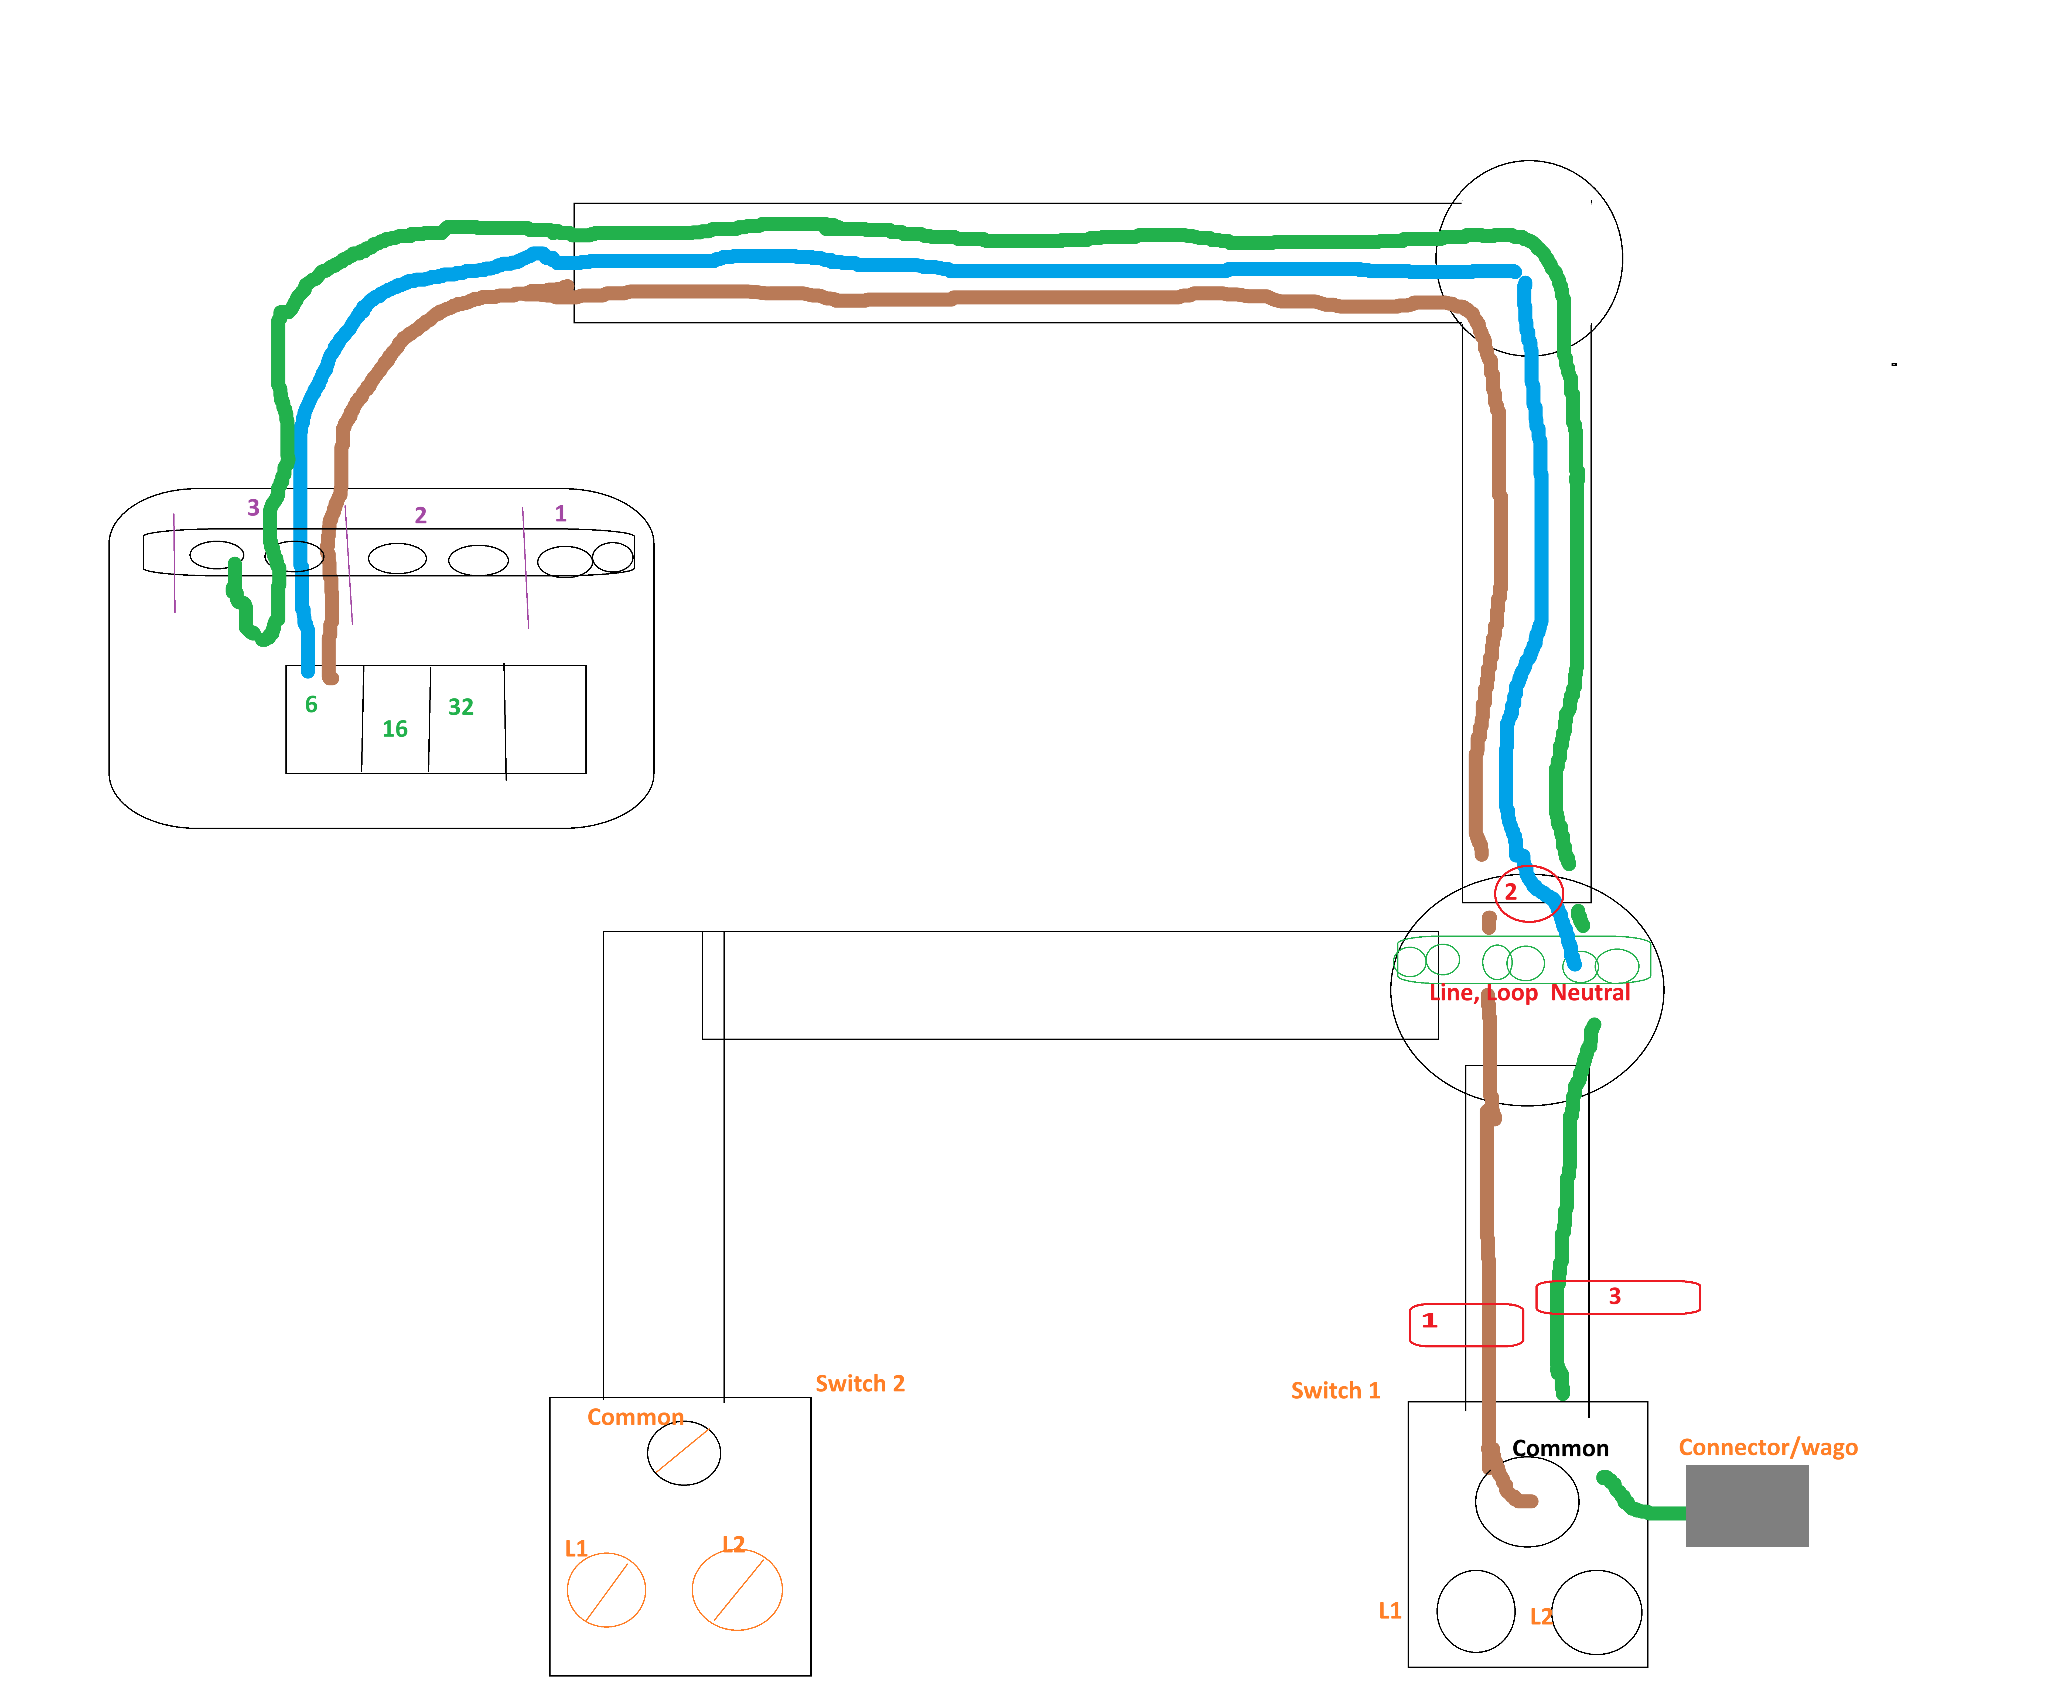 3
2
1
6
16
32
2
Line, Loop Neutral
1
3
Switch 2
Switch 1
Common
Common
Connector/wago
L1
L2
L1
L2